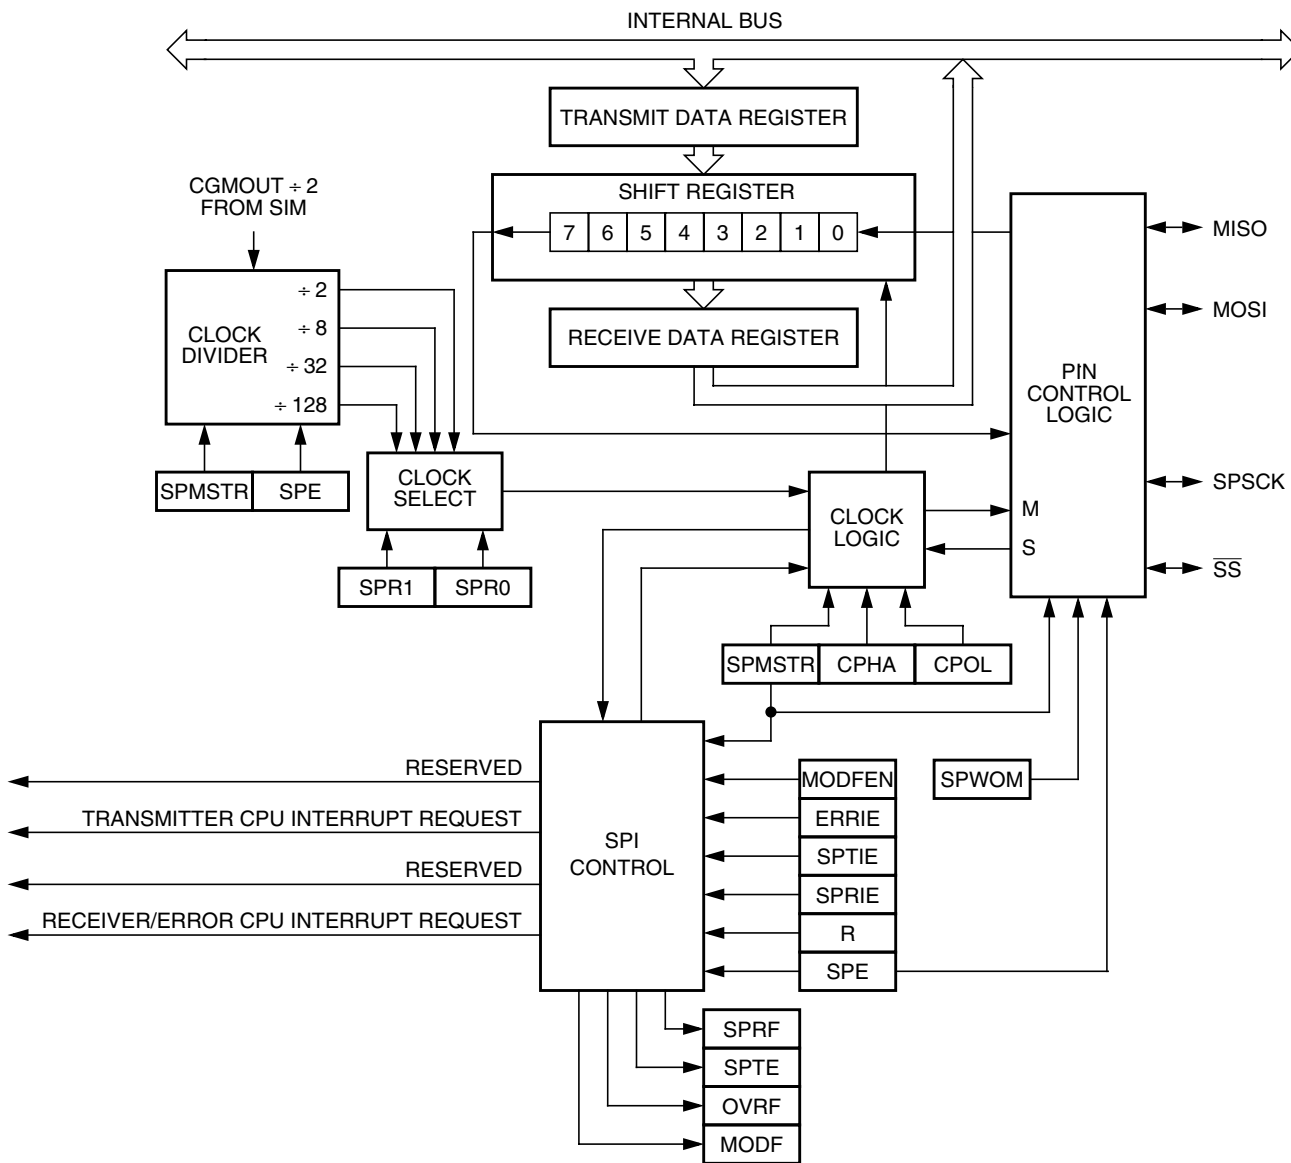 INTERNAL BUS
TRANSMIT DATA REGISTER
CGMOUT ÷ 2
FROM SIM
SHIFT REGISTER
7 6 5 4 3 2 1 0
MISO
MOSI
÷ 2
÷ 8
÷ 32
÷ 128
CLOCK
DIVIDER
RECEIVE DATA REGISTER
PIN
CONTROL
LOGIC
SPMSTR SPE
CLOCK
SELECT
SPR1 SPR0
CLOCK
LOGIC
M
S
SPSCK
S̅S̅
SPMSTR CPHA CPOL
RESERVED
TRANSMITTER CPU INTERRUPT REQUEST
RESERVED
RECEIVER/ERROR CPU INTERRUPT REQUEST
SPI
CONTROL
MODFEN
ERRIE
SPTIE
SPRIE
R
SPE
SPWOM
SPRF
SPTE
OVRF
MODF